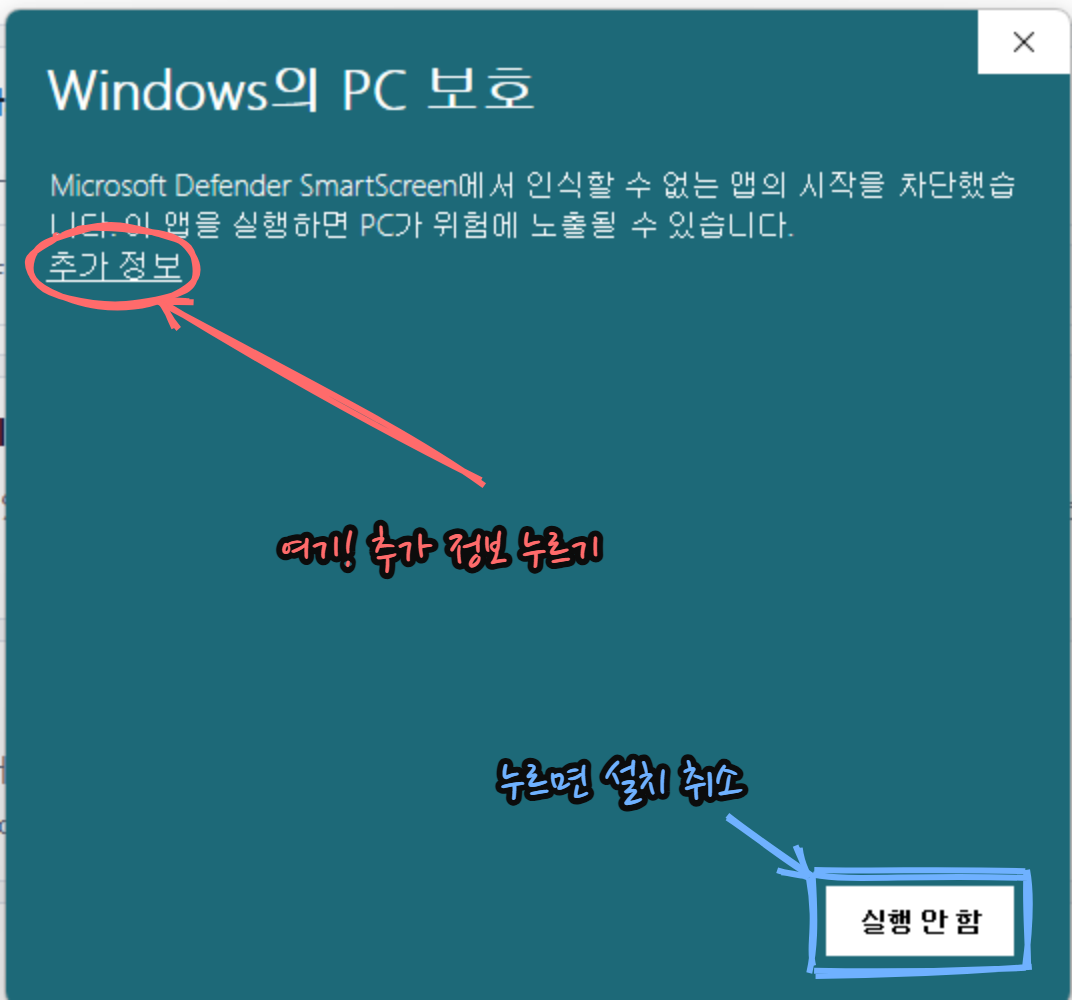 Windows의 PC 보호
Microsoft Defender SmartScreen에서 인식할 수 없는 앱의 시작을 차단했습
니다. 이 앱을 실행하면 PC가 위험에 노출될 수 있습니다.
추가 정보
여기! 추가 정보 누르기
누르면 설치 취소
실행 안 함